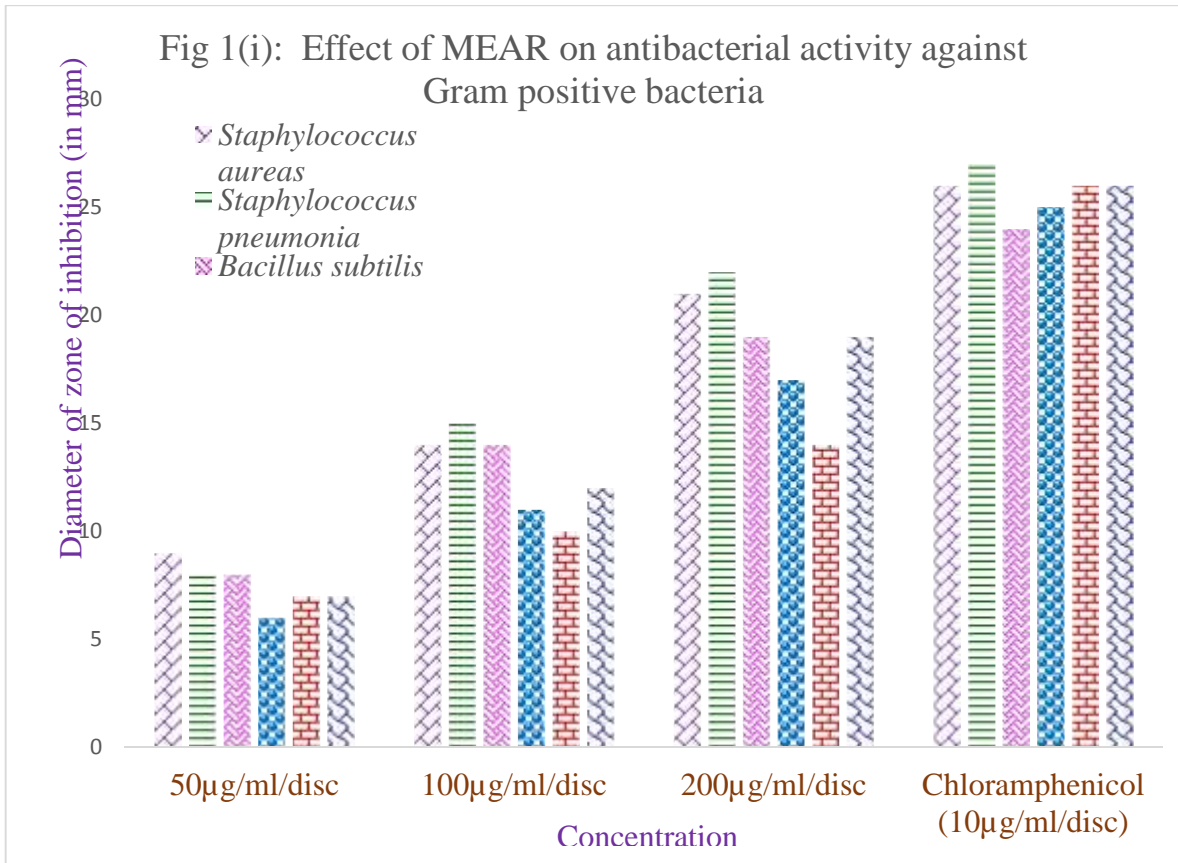 Fig 1(i): Effect of MEAR on antibacterial activity against
Gram positive bacteria
Diameter of zone of inhibition (in mm)
30
25
20
15
10
5
0
Staphylococcus
aureas
Staphylococcus
pneumonia
Bacillus subtilis
50µg/ml/disc
100µg/ml/disc
200µg/ml/disc
Chloramphenicol
(10µg/ml/disc)
Concentration